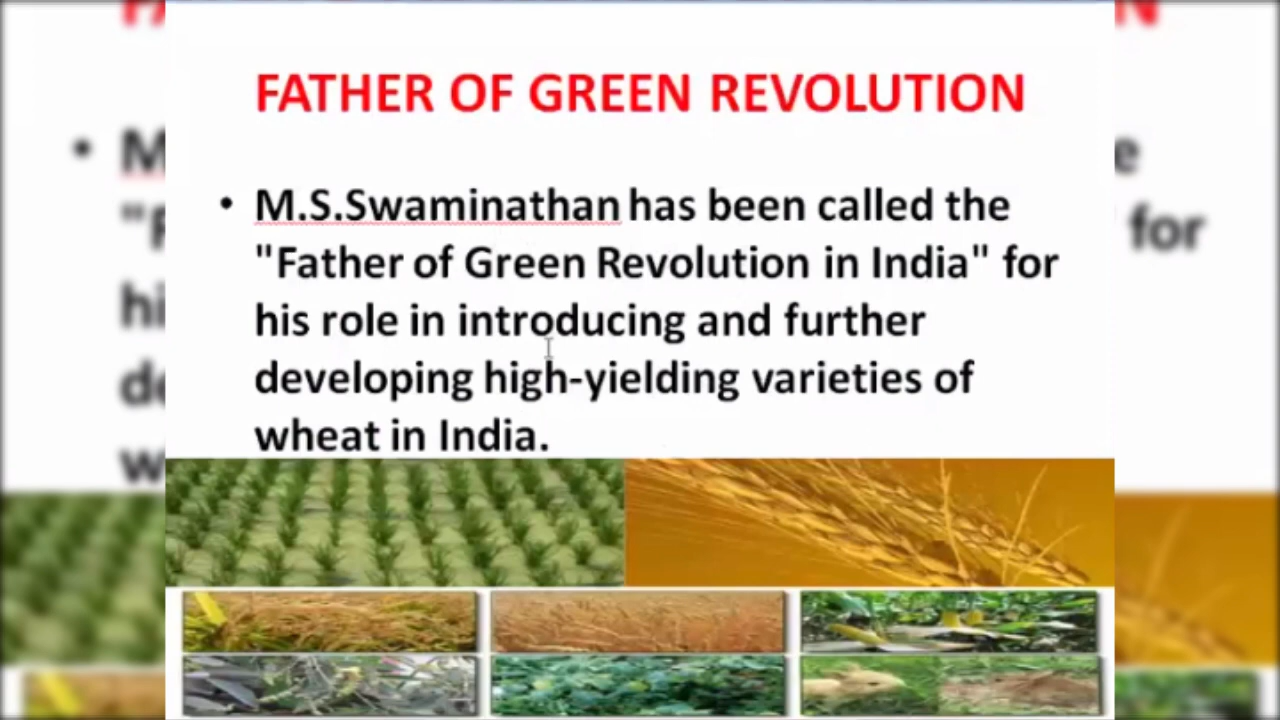 FATHER OF GREEN REVOLUTION
• M.S.Swaminathan has been called the
"Father of Green Revolution in India" for
his role in introducing and further
developing high-yielding varieties of
wheat in India.